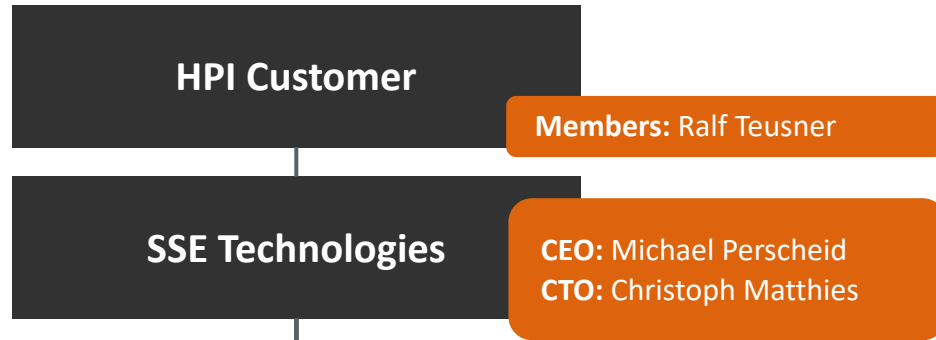 HPI Customer
Members: Ralf Teusner
SSE Technologies
CEO: Michael Perscheid
CTO: Christoph Matthies